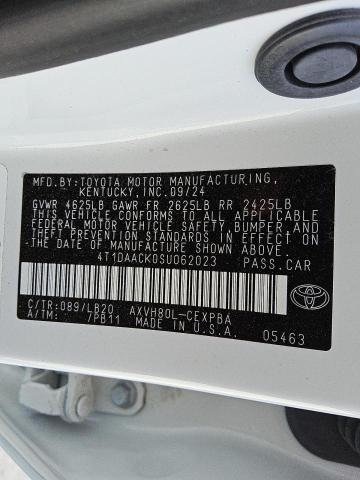 MFD.BY:TOYOTA MOTOR MANUFACTURING,
KENTUCKY, INC.09/24
GVWR 4625LB GAWR FR 2625LB RR 2425LB
THIS VEHICLE CONFORMS TO ALL APPLICABLE
FEDERAL MOTOR VEHICLE SAFETY, BUMPER, AND
THEFT PREVENTION STANDARDS IN EFFECT ON
THE DATE OF MANUFACTURE SHOWN ABOVE.
4T1DAACK0SU062023 PASS.CAR
C/TR:089/LB20 AXVH80L-CEXPBA
A/TM: /PB11 MADE IN U.S.A. 05463